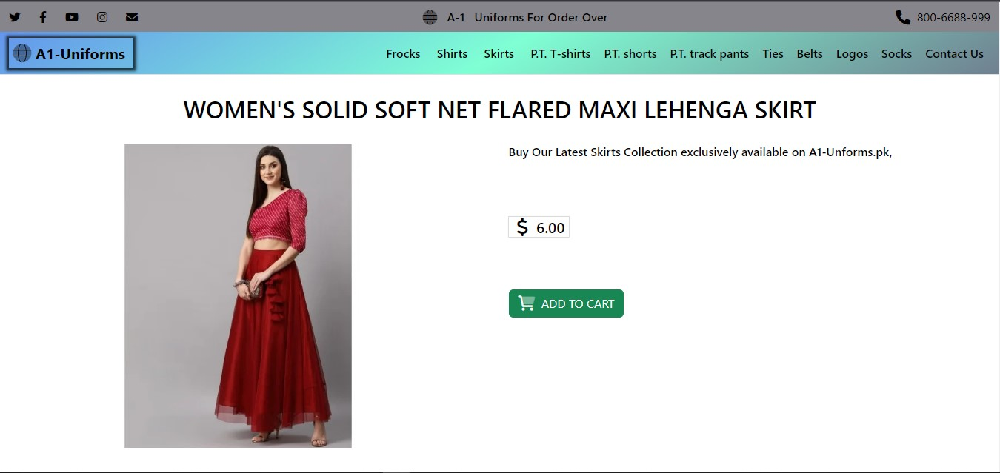 A-1 Uniforms For Order Over
800-6688-999
A1-Uniforms
Frocks Shirts Skirts P.T. T-shirts P.T. shorts P.T. track pants Ties Belts Logos Socks Contact Us
WOMEN'S SOLID SOFT NET FLARED MAXI LEHENGA SKIRT
Buy Our Latest Skirts Collection exclusively available on A1-Unforms.pk,
$ 6.00
ADD TO CART